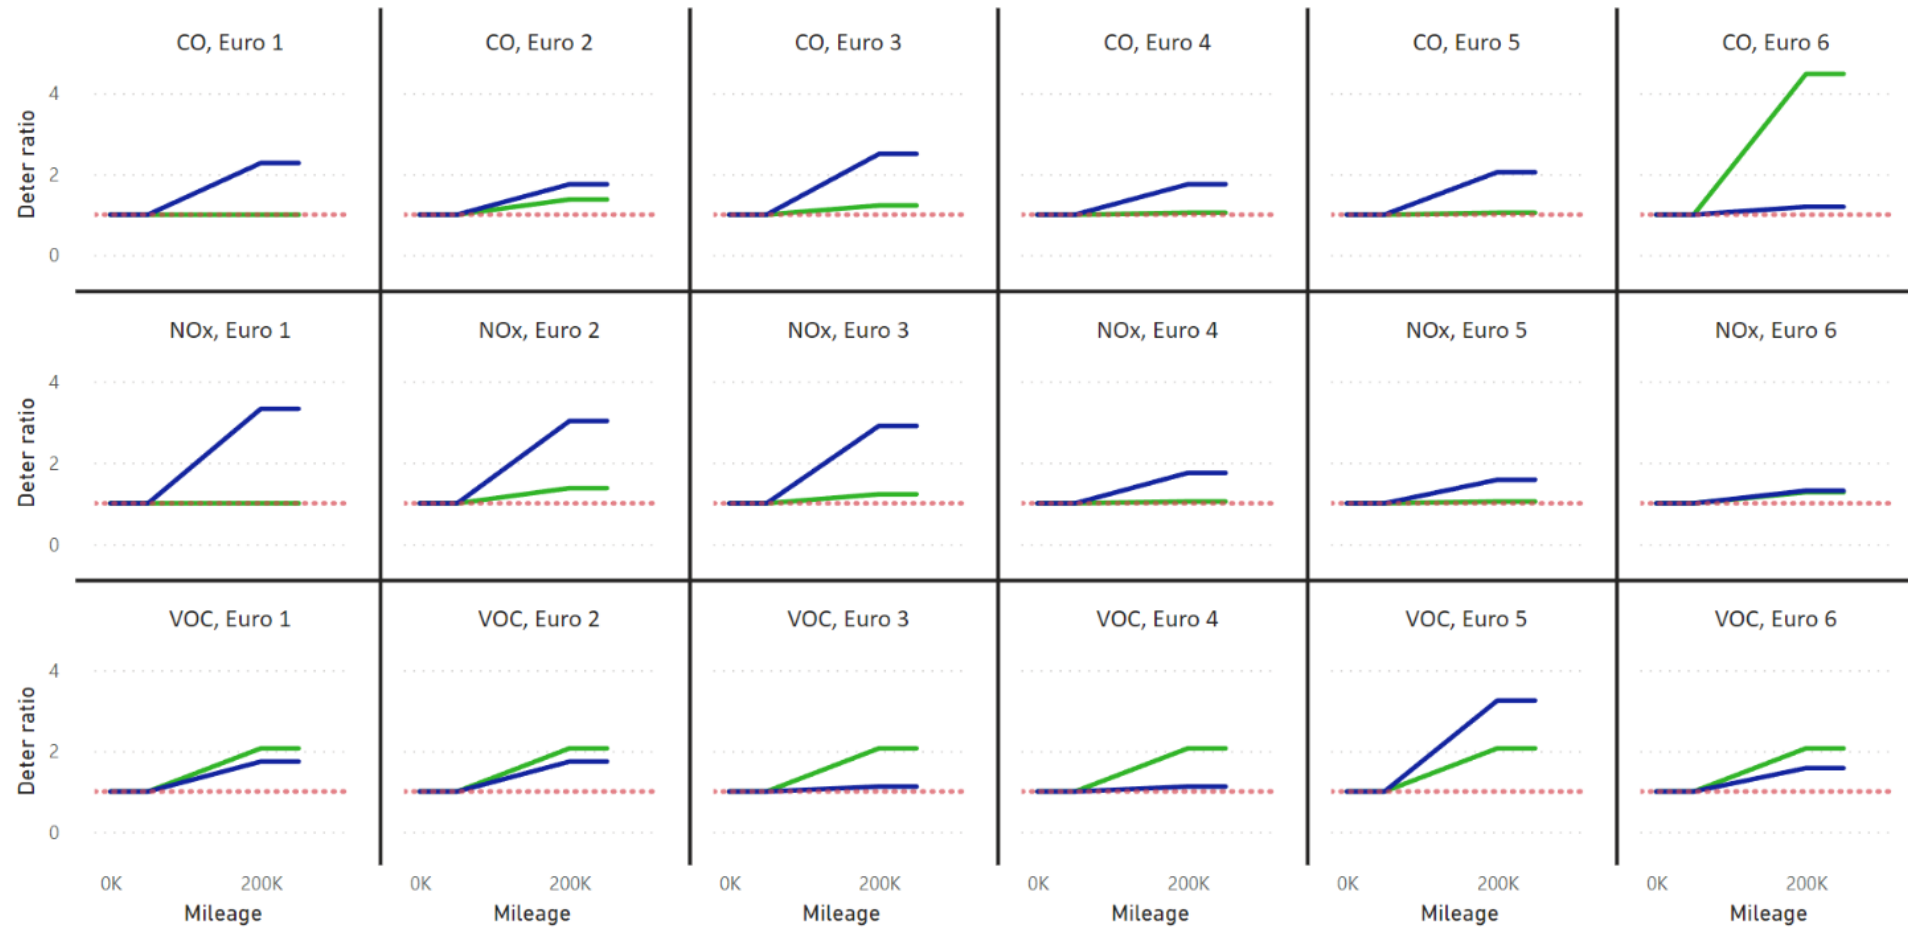 CO, Euro 1 CO, Euro 2 CO, Euro 3 CO, Euro 4 CO, Euro 5 CO, Euro 6
4
Deter ratio
2
0
NOx, Euro 1 NOx, Euro 2 NOx, Euro 3 NOx, Euro 4 NOx, Euro 5 NOx, Euro 6
4
Deter ratio
2
0
VOC, Euro 1 VOC, Euro 2 VOC, Euro 3 VOC, Euro 4 VOC, Euro 5 VOC, Euro 6
4
Deter ratio
2
0
0K 200K 0K 200K 0K 200K 0K 200K 0K 200K 0K 200K
Mileage Mileage Mileage Mileage Mileage Mileage